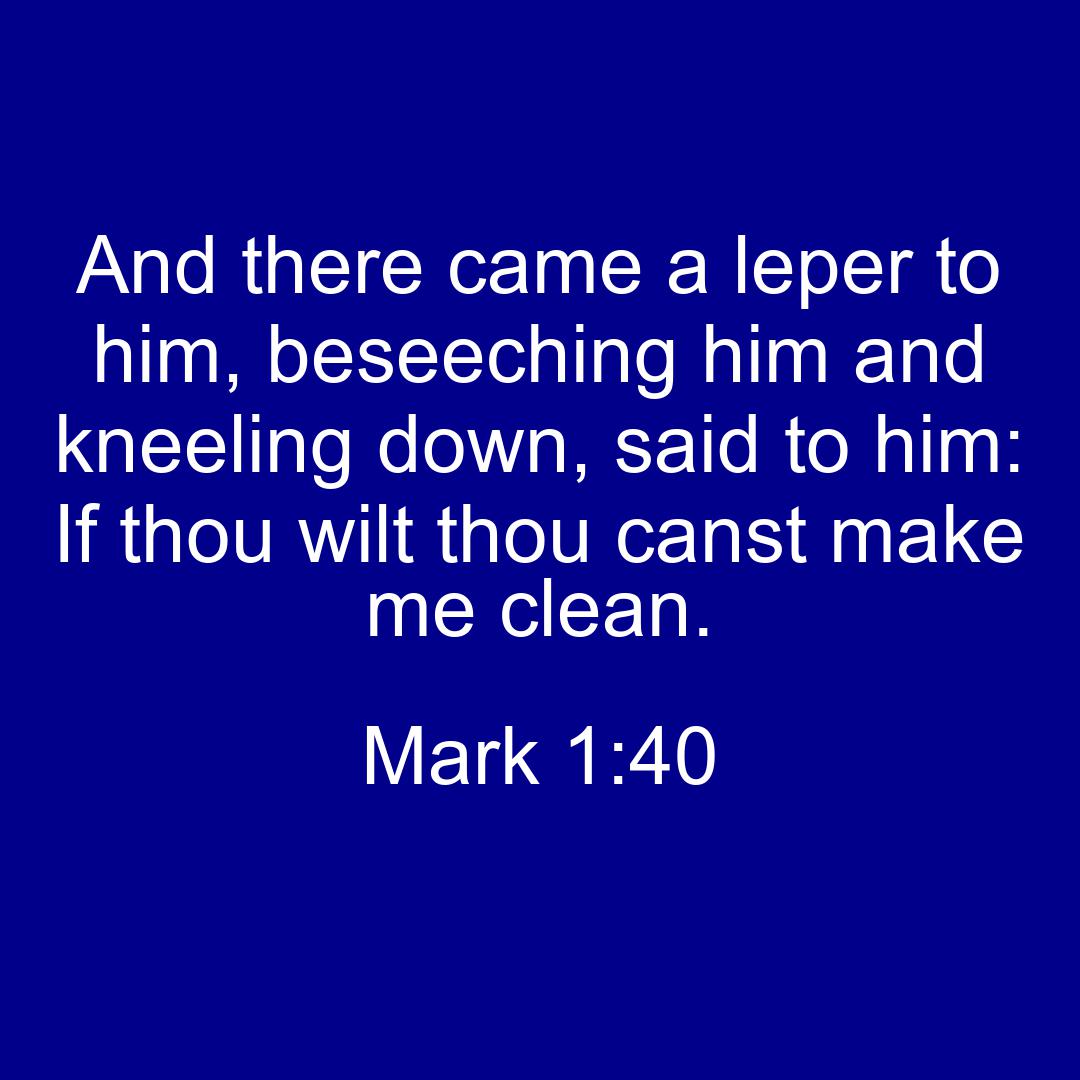 And there came a leper to
him, beseeching him and
kneeling down, said to him:
If thou wilt thou canst make
me clean.
Mark 1:40